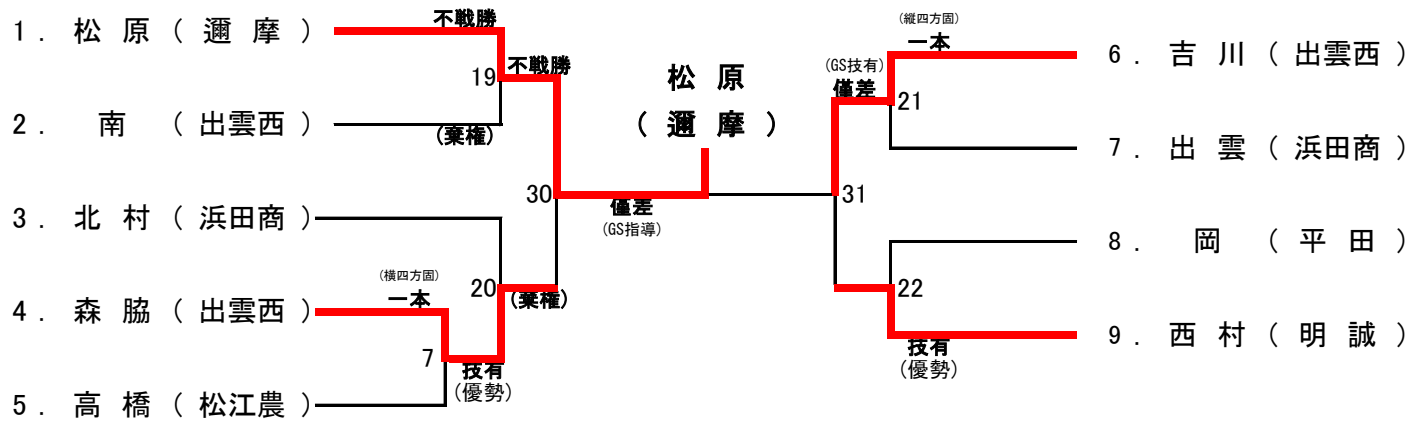 1. 松原(邇摩)
不戦勝
19
不戦勝
2. 南(出雲西)
(棄権)
30
3. 北村(浜田商)
20
(棄権)
(横四方固)
一本
4. 森脇(出雲西)
7
技有
(優勢)
5. 高橋(松江農)
松原
(邇摩)
僅差
(GS指導)
(縦四方固)
一本
6. 吉川(出雲西)
(GS技有)
僅差
21
7. 出雲(浜田商)
31
8. 岡(平田)
22
9. 西村(明誠)
技有
(優勢)